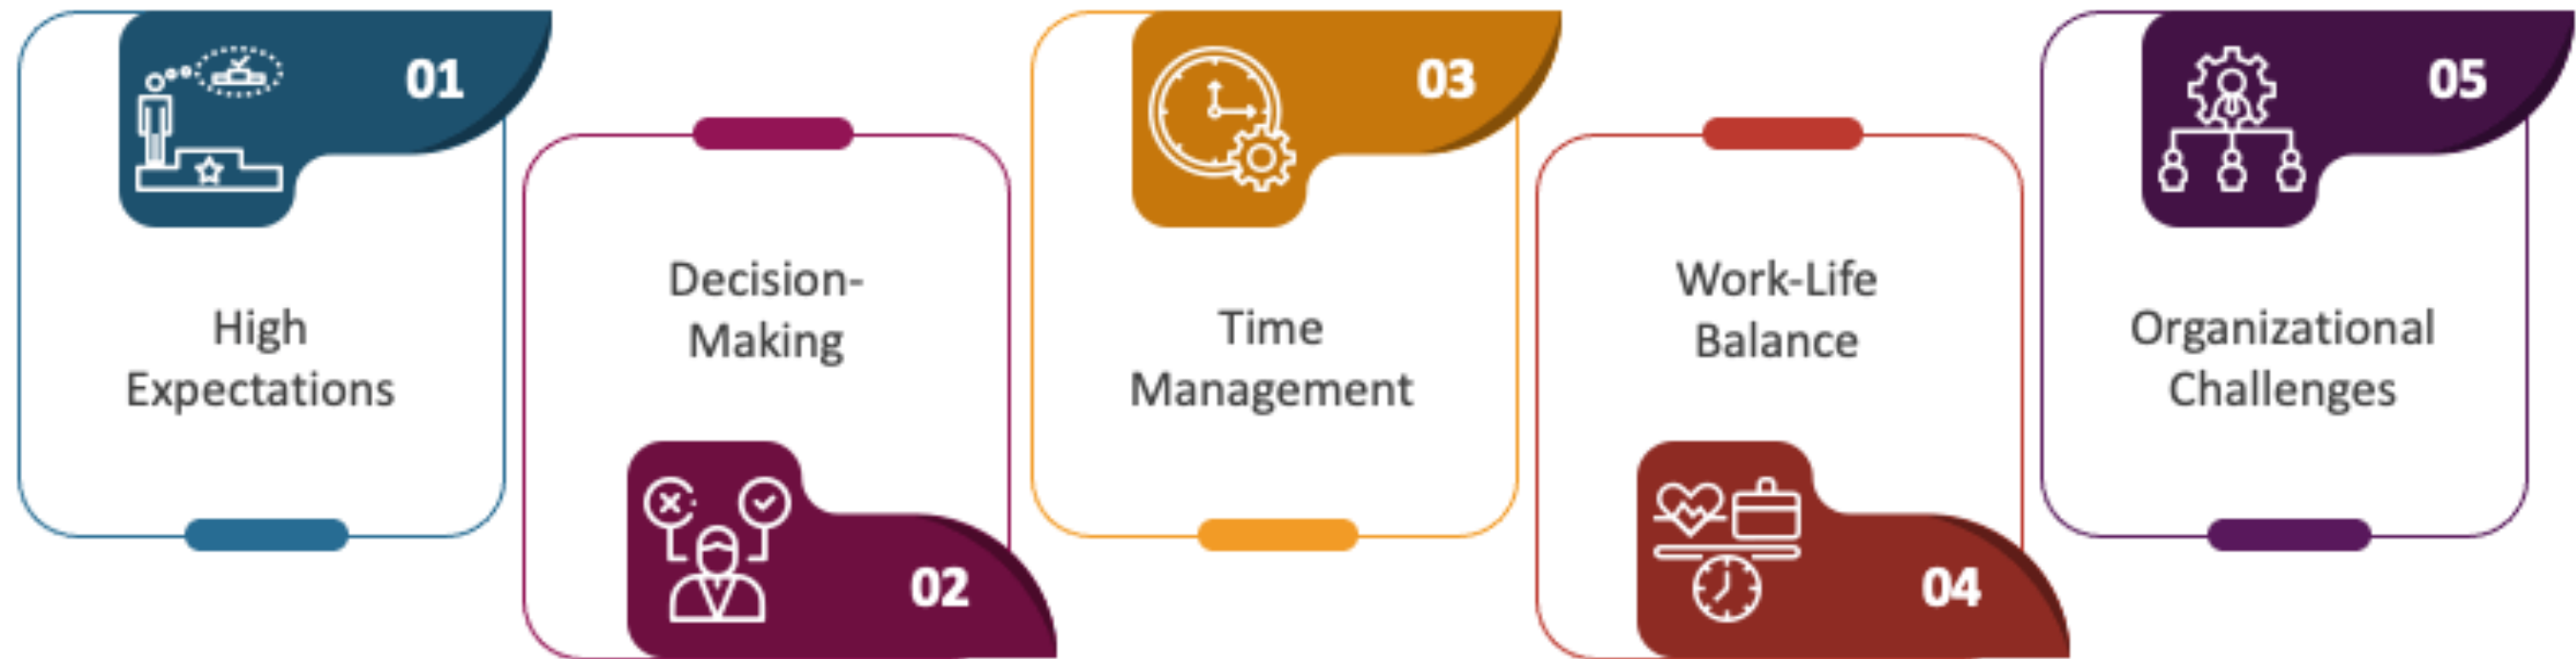 01
High
Expectations
Decision-
Making
02
03
Time
Management
Work-Life
Balance
04
05
Organizational
Challenges